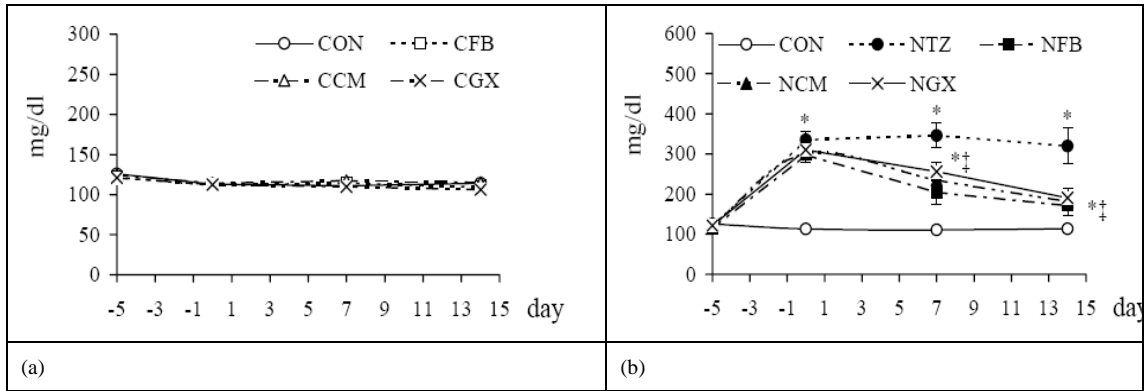 300
250
200
150
100
50
0
mg/dl
CON CFB
CCM CGX
-5 -3 -1 1 3 5 7 9 11 13 15 day
(a)
600
500
400
300
200
100
0
mg/dl
CON NTZ NFB
NCM NGX
* * *
*‡
*‡
-5 -3 -1 1 3 5 7 9 11 13 15 day
(b)